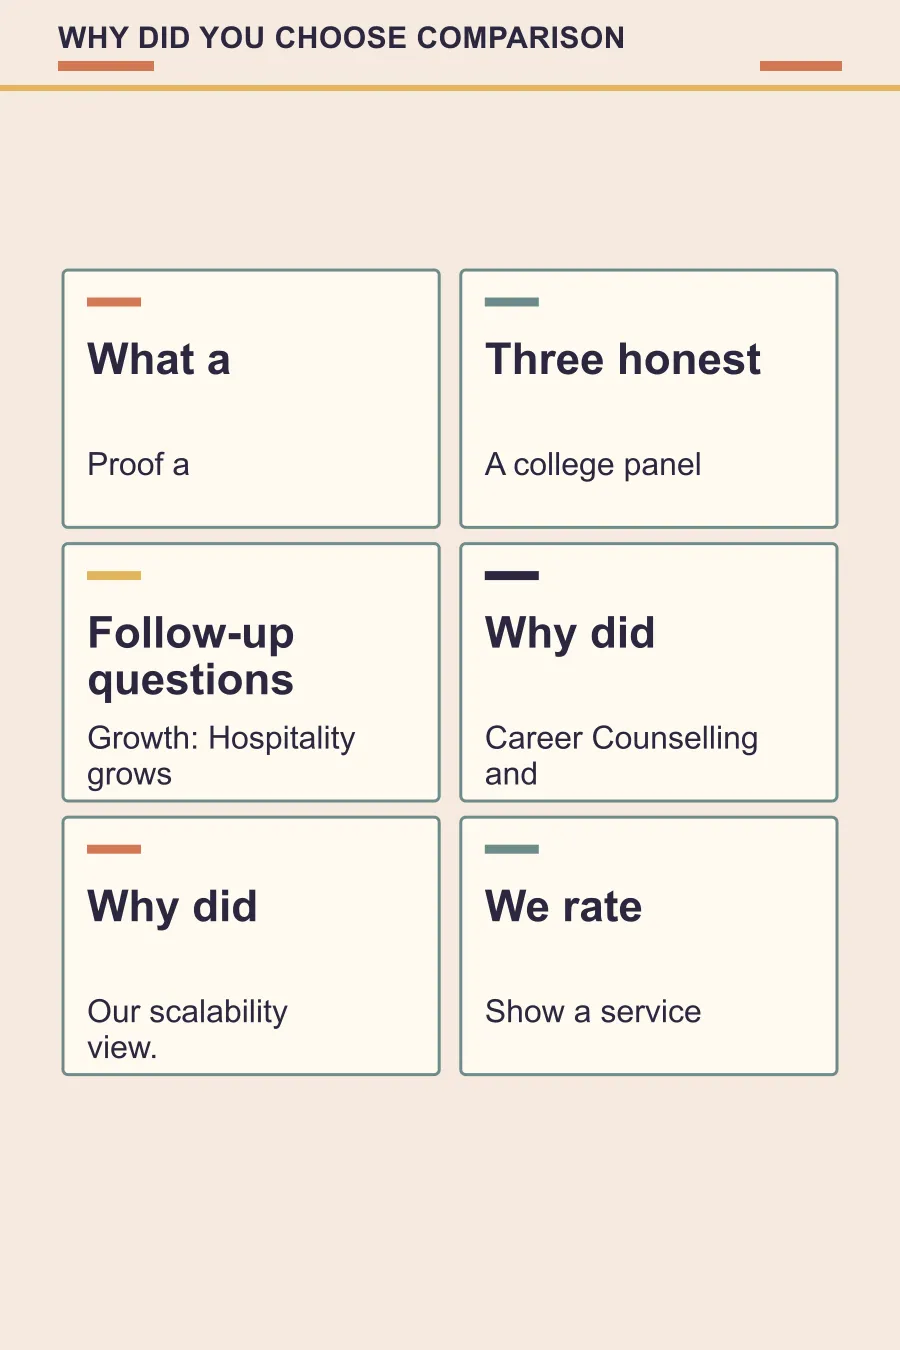 WHY DID YOU CHOOSE COMPARISON
What a
Proof a
Three honest
A college panel
Follow-up
questions
Growth: Hospitality
grows
Why did
Career Counselling
and
Why did
Our scalability
view.
We rate
Show a service